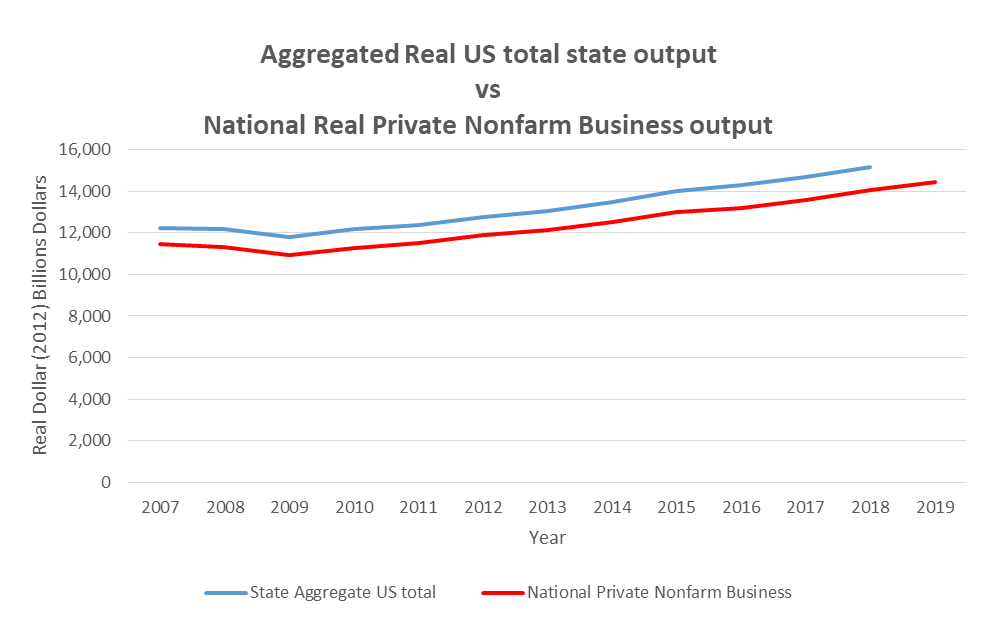 Aggregated Real US total state output
vs
National Real Private Nonfarm Business output
16,000
14,000
12,000
10,000
8,000
6,000
4,000
2,000
0
Real Dollar (2012) Billions Dollars
2007 2008 2009 2010 2011 2012 2013 2014 2015 2016 2017 2018 2019
Year
State Aggregate US total National Private Nonfarm Business